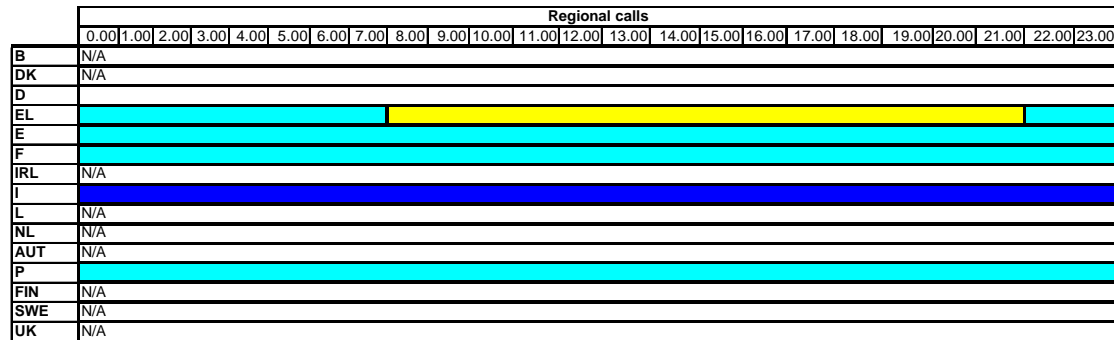 Regional calls
0.00 1.00 2.00 3.00 4.00 5.00 6.00 7.00 8.00 9.00 10.00 11.00 12.00 13.00 14.00 15.00 16.00 17.00 18.00 19.00 20.00 21.00 22.00 23.00
B N/A
DK N/A
D
EL
E
F
IRL N/A
I
L N/A
NL N/A
AUT N/A
P
FIN N/A
SWE N/A
UK N/A